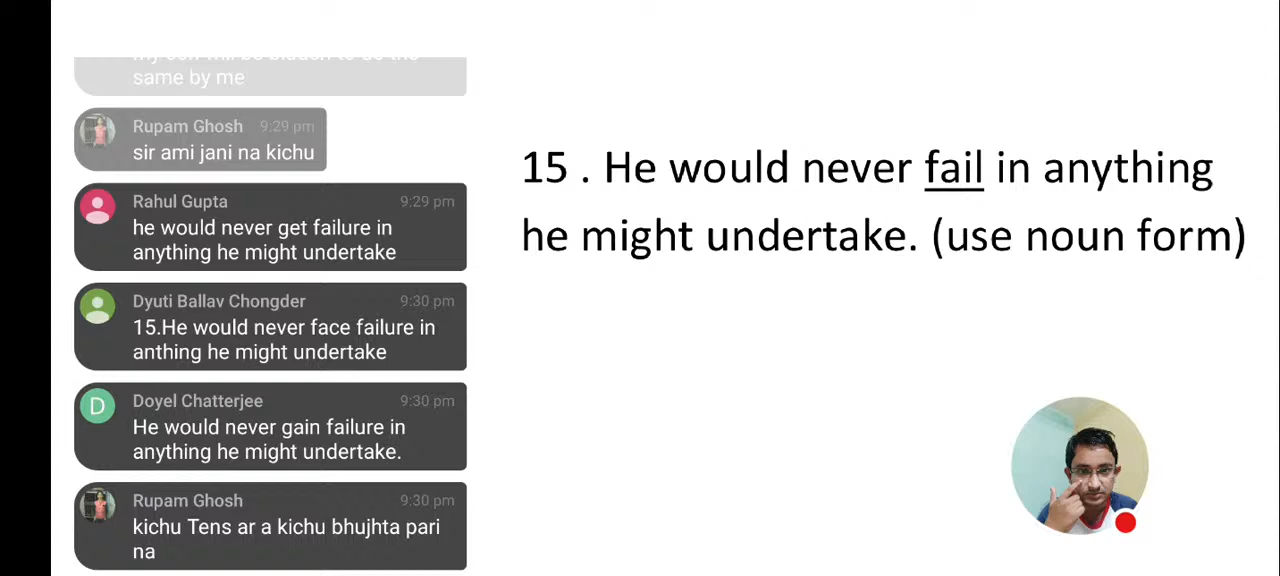 same by me
Rupam Ghosh 9:29 pm
sir ami jani na kichu
Rahul Gupta 9:29 pm
he would never get failure in
anything he might undertake
Dyuti Ballav Chongder 9:30 pm
15.He would never face failure in
anthing he might undertake
D
Doyel Chatterjee 9:30 pm
He would never gain failure in
anything he might undertake.
Rupam Ghosh 9:30 pm
kichu Tens ar a kichu bhujhta pari
na
15 . He would never fail in anything
he might undertake. (use noun form)